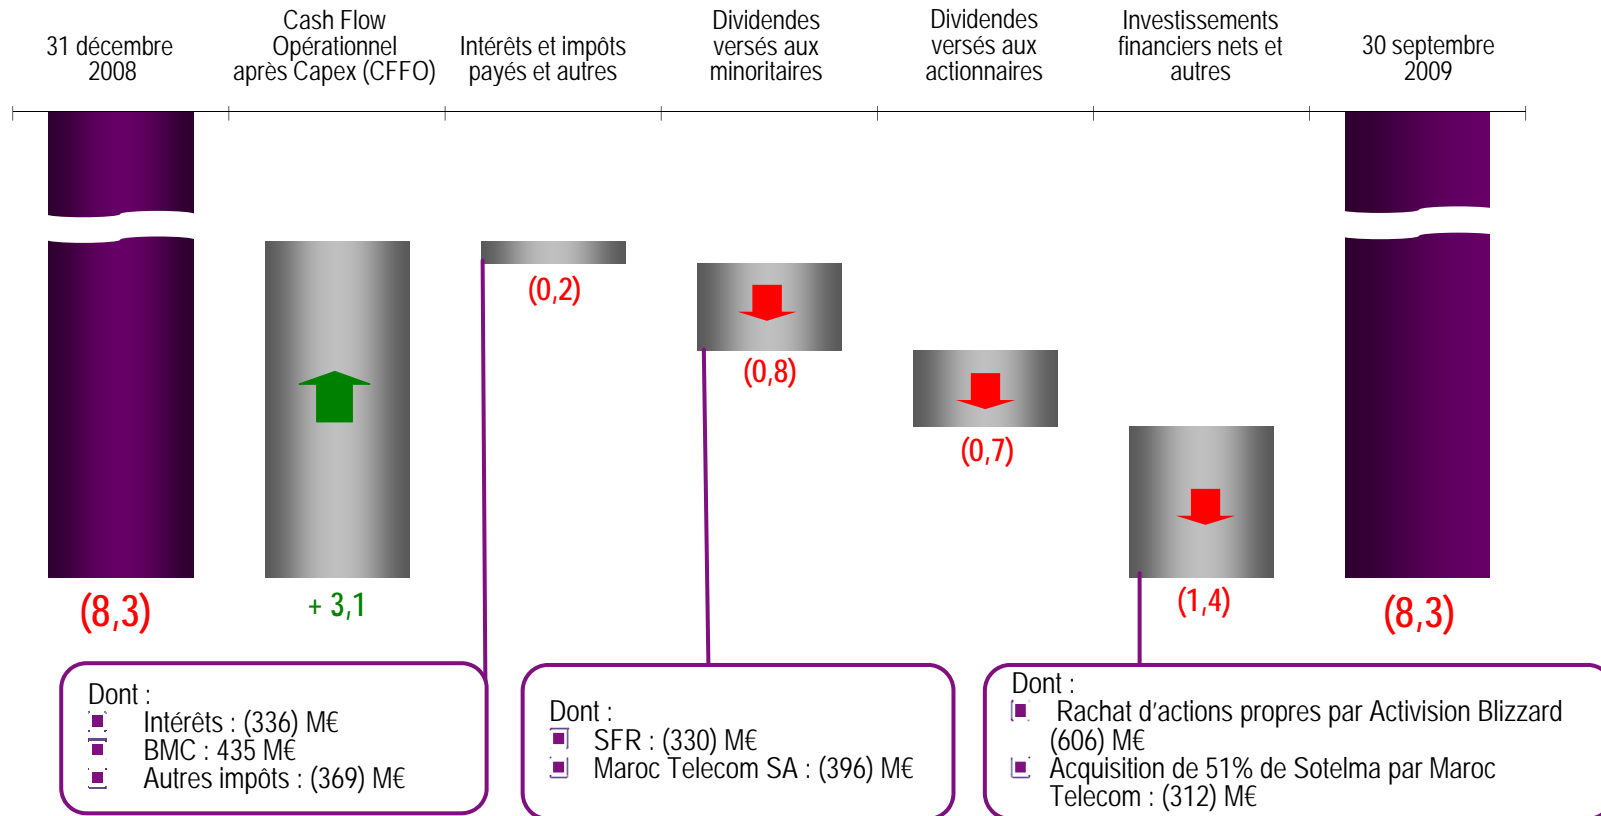 31 décembre
2008
Cash Flow
Opérationnel
après Capex (CFFO)
Intérêts et impôts
payés et autres
Dividendes
versés aux
minoritaires
Dividendes
versés aux
actionnaires
Investissements
financiers nets et
autres
30 septembre
2009
(8,3)
+ 3,1
(0,2)
(0,8)
(0,7)
(1,4)
(8,3)
Dont :
Intérêts : (336) M€
BMC : 435 M€
Autres impôts : (369) M€
Dont :
SFR : (330) M€
Maroc Telecom SA : (396) M€
Dont :
Rachat d'actions propres par Activision Blizzard
(606) M€
Acquisition de 51% de Sotelma par Maroc
Telecom : (312) M€